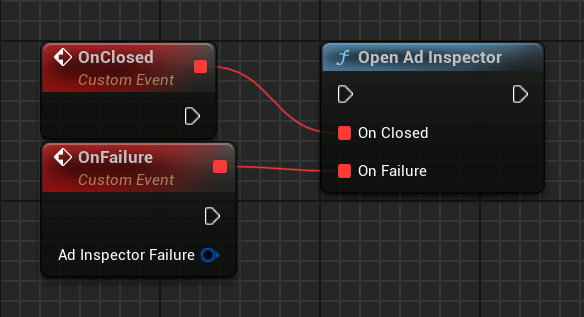 OnClosed
Custom Event
OnFailure
Custom Event
Ad Inspector Failure
f Open Ad Inspector
On Closed
On Failure